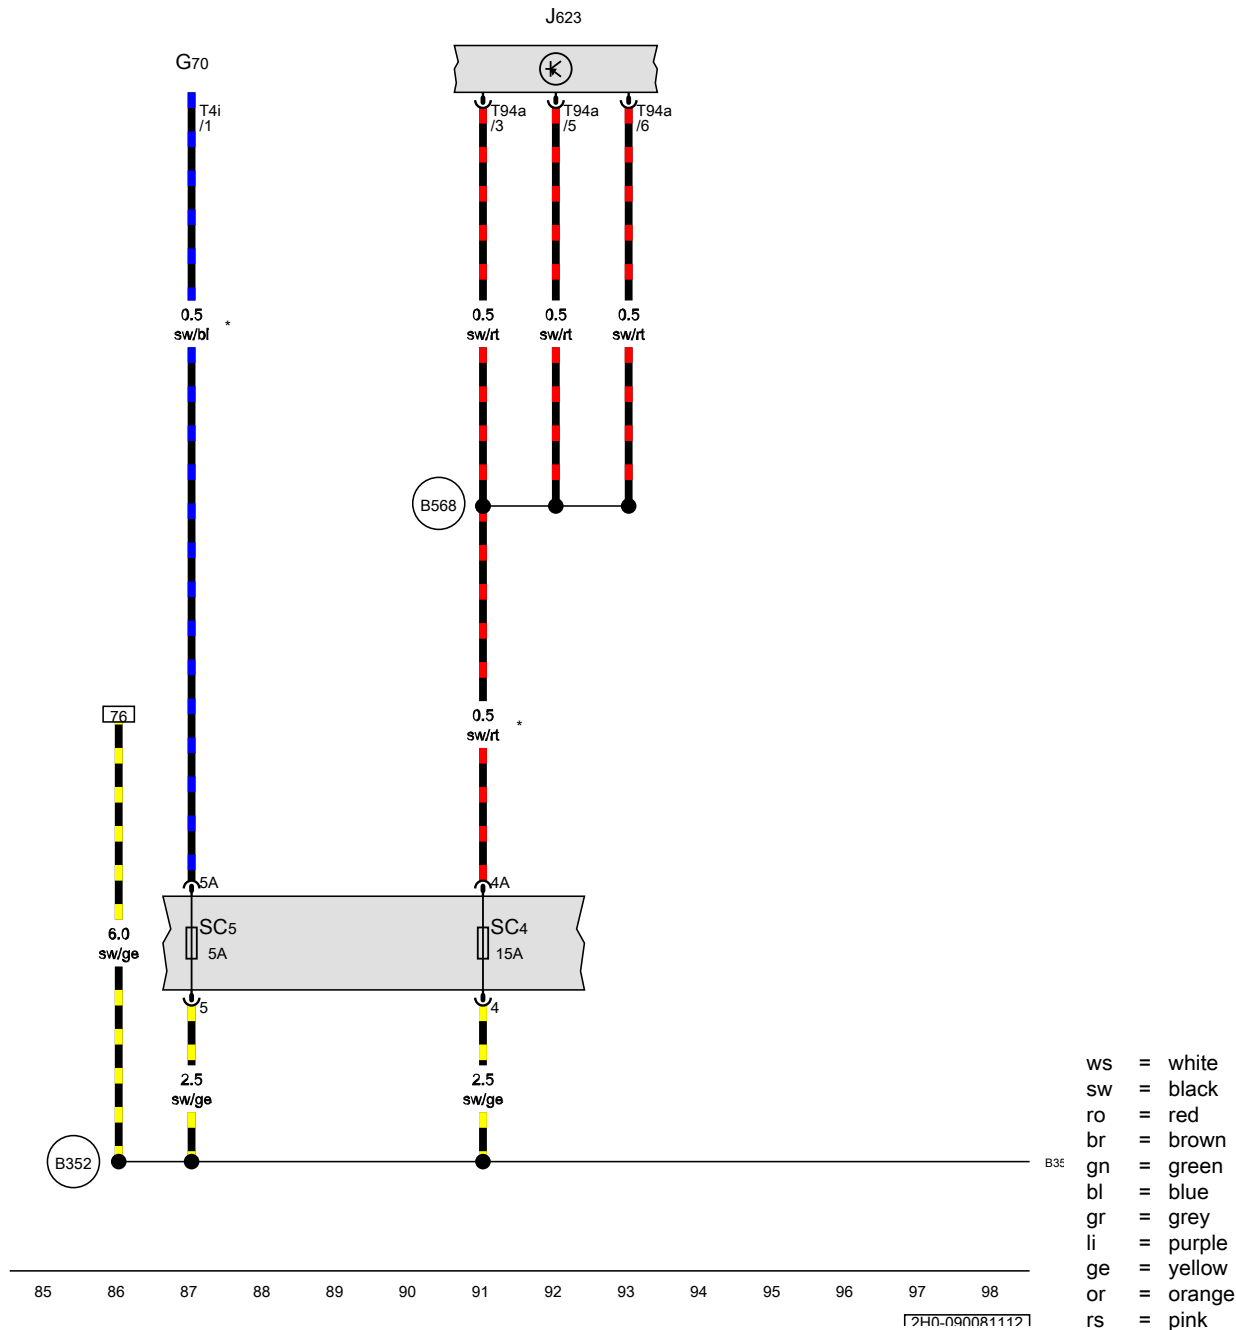 J623
G70
T4i
/1
T94a
/3
T94a
/5
T94a
/6
0.5
sw/bl
*
0.5
sw/rt
0.5
sw/rt
0.5
sw/rt
B568
76
0.5
sw/rt
*
5A
4A
SC5
5A
SC4
15A
6.0
sw/ge
5
4
2.5
sw/ge
2.5
sw/ge
B352
ws = white
sw = black
ro = red
br = brown
gn = green
bl = blue
gr = grey
li = purple
ge = yellow
or = orange
rs = pink
85 86 87 88 89 90 91 92 93 94 95 96 97 98
2H0-090081112